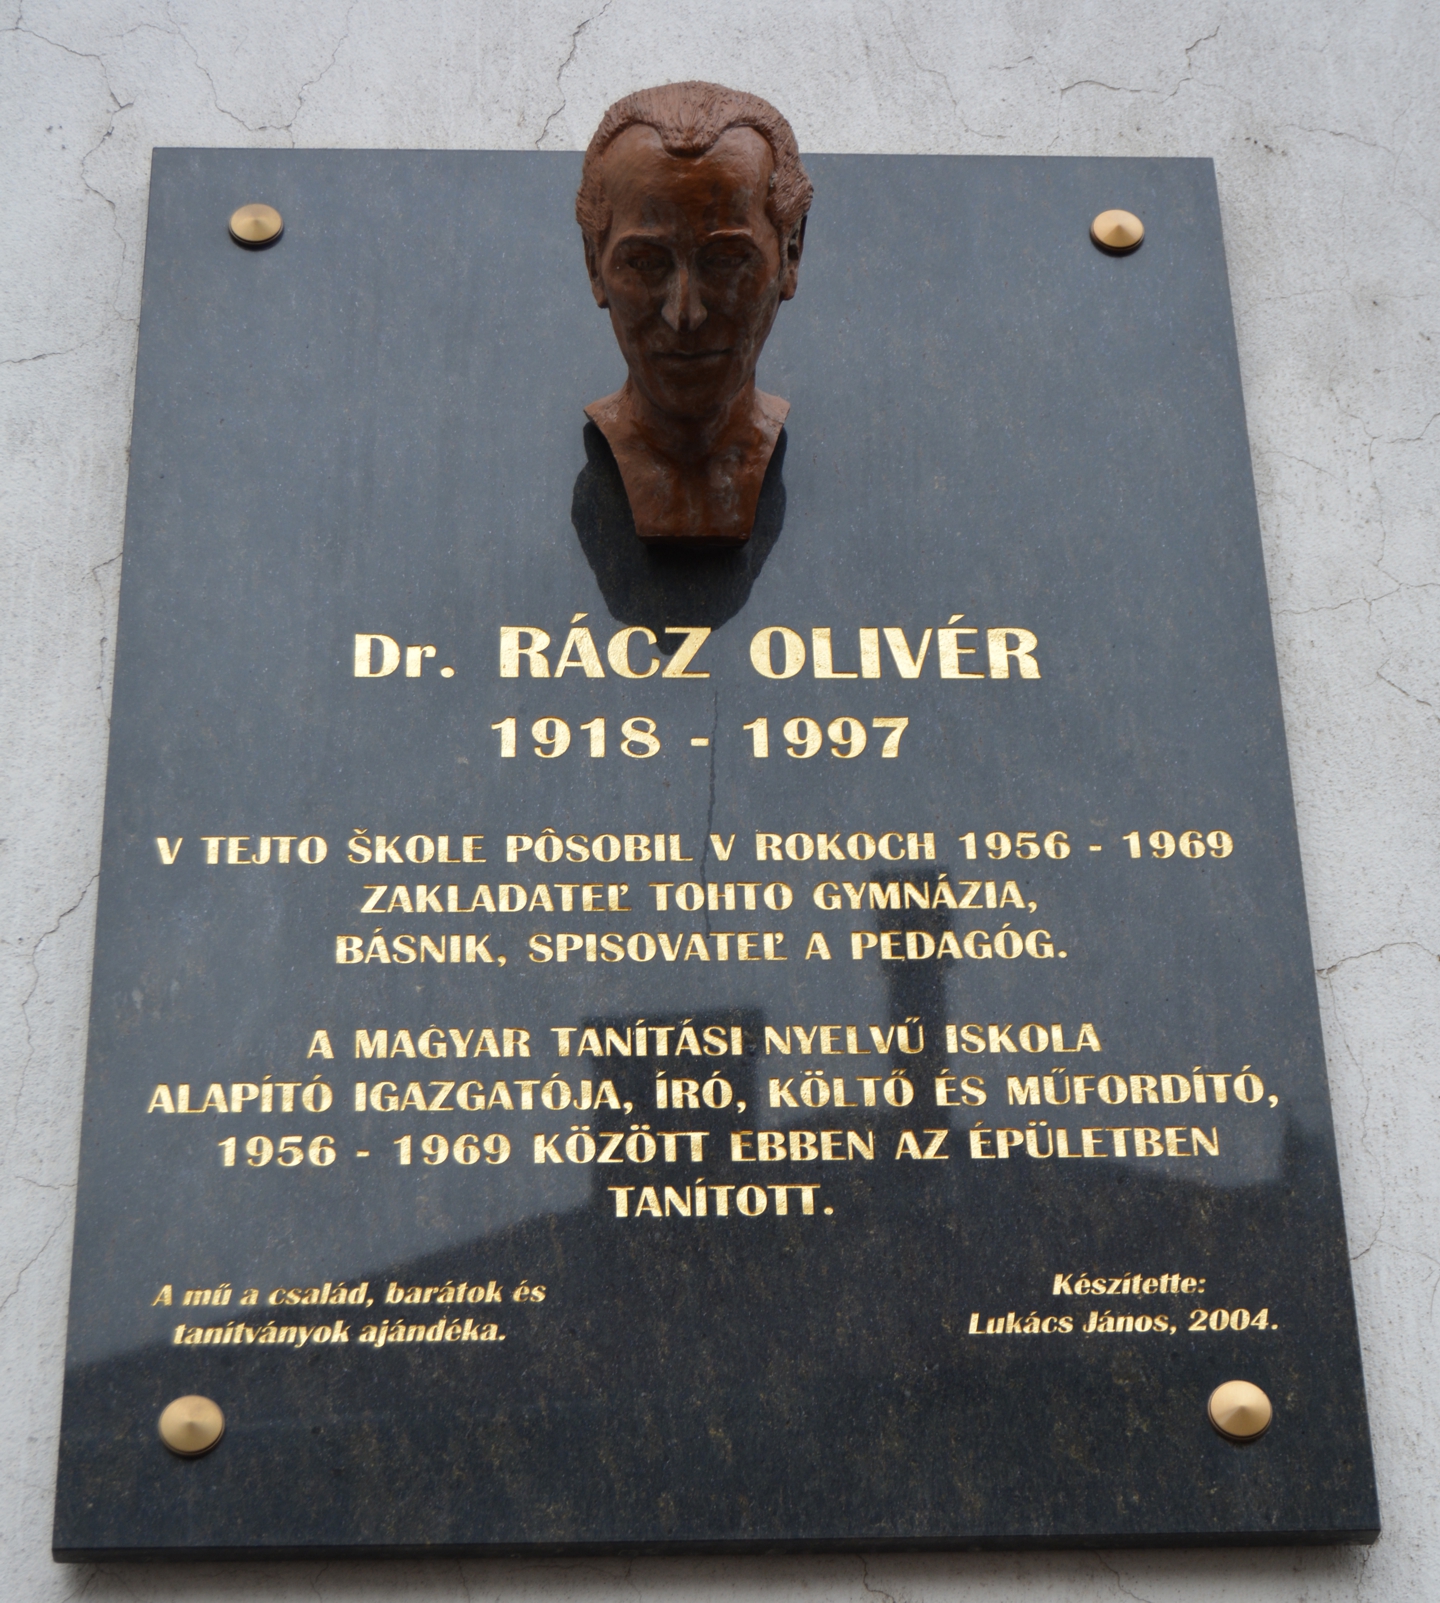 Dr. RÁCZ OLIVÉR
1918 - 1997
V TEJTO ŠKOLE PÔSOBIL V ROKOCH 1956 - 1969
ZAKLADATEĽ TOHTO GYMNÁZIA,
BÁSNIK, SPISOVATEĽ A PEDAGÓG.
A MAGYAR TANÍTÁSI NYELVŰ ISKOLA
ALAPÍTÓ IGAZGATÓJA, ÍRÓ, KÖLTŐ ÉS MŰFORDÍTÓ,
1956 - 1969 KÖZÖTT EBBEN AZ ÉPÜLETBEN
TANÍTOTT.
A mű a család, barátok és
tanítványok ajándéka.
Készítette:
Lukács János, 2004.